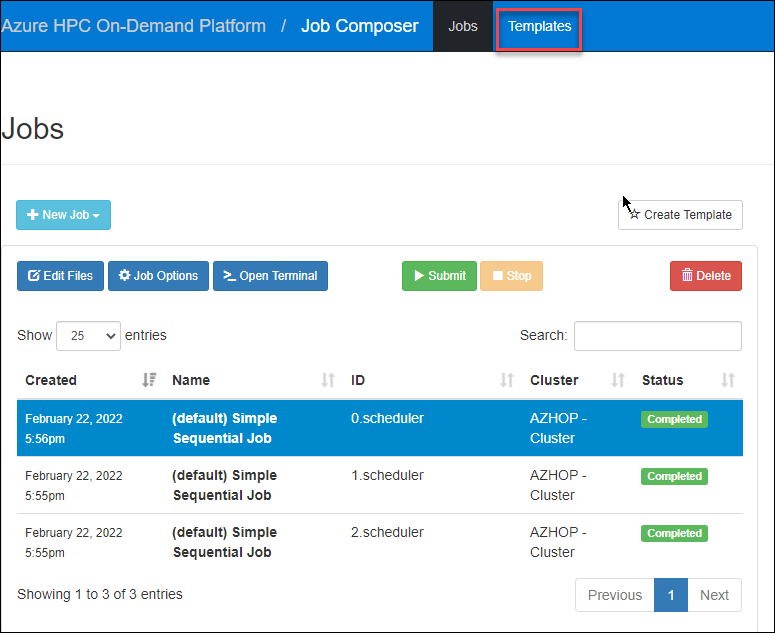 Azure HPC On-Demand Platform / Job Composer Jobs Templates
Jobs
New Job
Create Template
Edit Files Job Options Open Terminal Submit Stop Delete
Show 25 entries Search:
Created Name ID Cluster Status
February 22, 2022 (default) Simple 0.scheduler AZHOP - Completed
5:56pm Sequential Job Cluster
February 22, 2022 (default) Simple 1.scheduler AZHOP - Completed
5:55pm Sequential Job Cluster
February 22, 2022 (default) Simple 2.scheduler AZHOP - Completed
5:55pm Sequential Job Cluster
Showing 1 to 3 of 3 entries Previous 1 Next